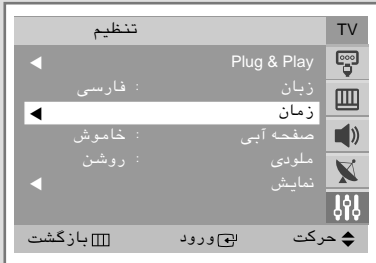 TV
تنظیم
Plug & Play
زبان : فارسی
زمان
صفحه آبی : خاموش
ملودی : روشن
نمایش
حرکت ورود بازگشت